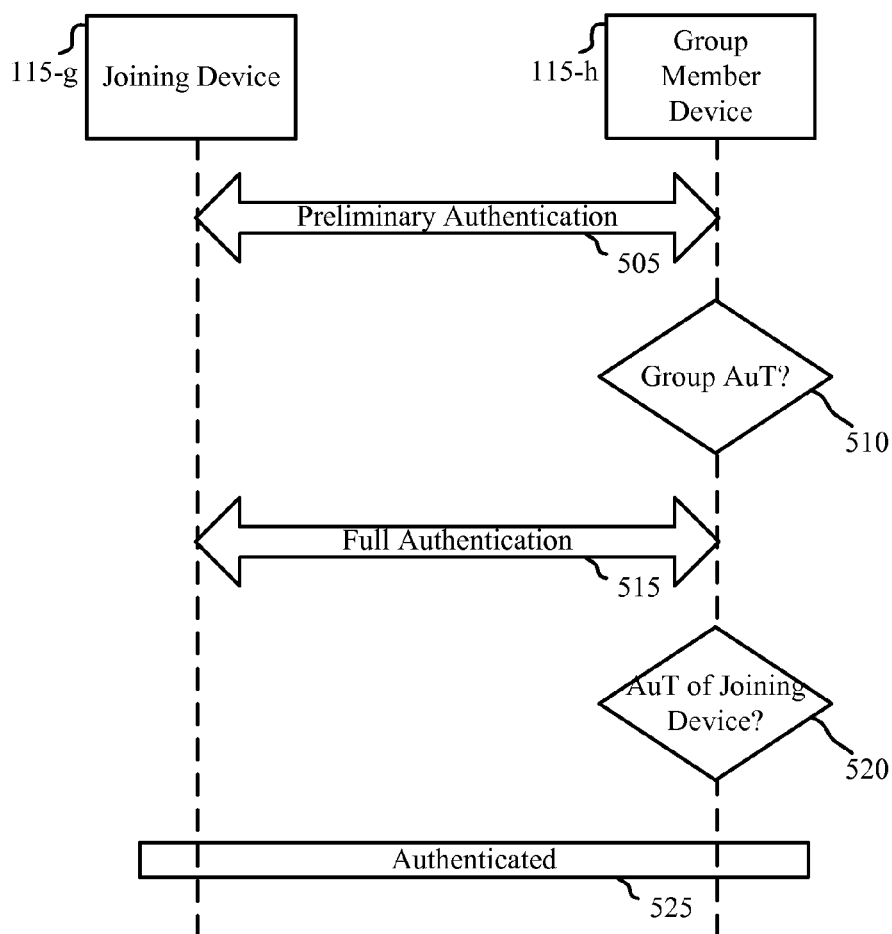 115-g
Joining Device
115-h
Group
Member
Device
Preliminary Authentication
505
Group AuT?
510
Full Authentication
515
AuT of Joining
Device?
520
Authenticated
525